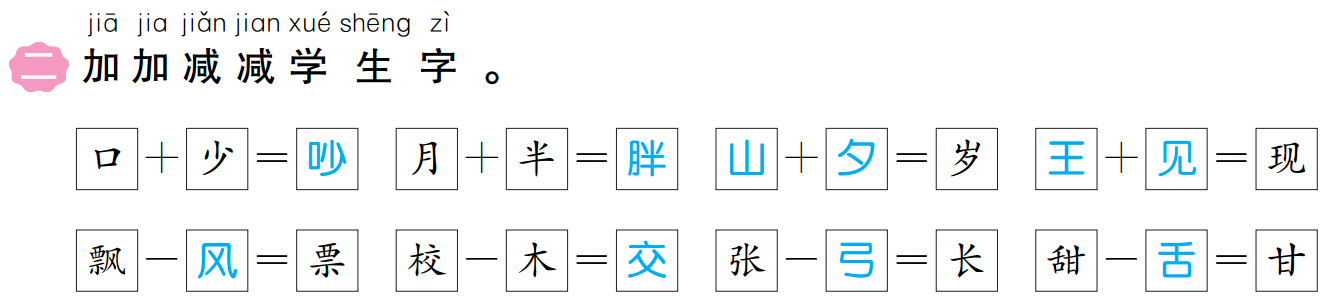 jiā jia jiǎn jian xué shēng zì
二 加加减减学生字。
口+少=吵 月+半=胖 山+夕=岁 王+见=现
飘-风=票 校-木=交 张-弓=长 甜-舌=甘